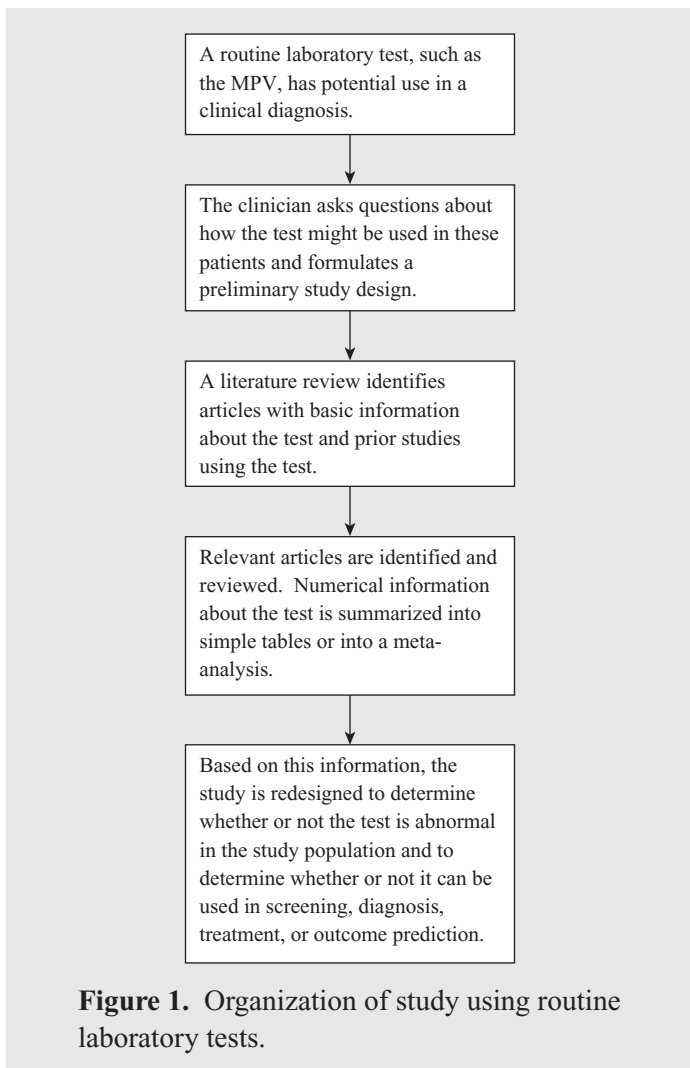 A routine laboratory test, such as
the MPV, has potential use in a
clinical diagnosis.
The clinician asks questions about
how the test might be used in these
patients and formulates a
preliminary study design.
A literature review identifies
articles with basic information
about the test and prior studies
using the test.
Relevant articles are identified and
reviewed.  Numerical information
about the test is summarized into
simple tables or into a meta-
analysis.
Based on this information, the
study is redesigned to determine
whether or not the test is abnormal
in the study population and to
determine whether or not it can be
used in screening, diagnosis,
treatment, or outcome prediction.
Figure 1.  Organization of study using routine
laboratory tests.